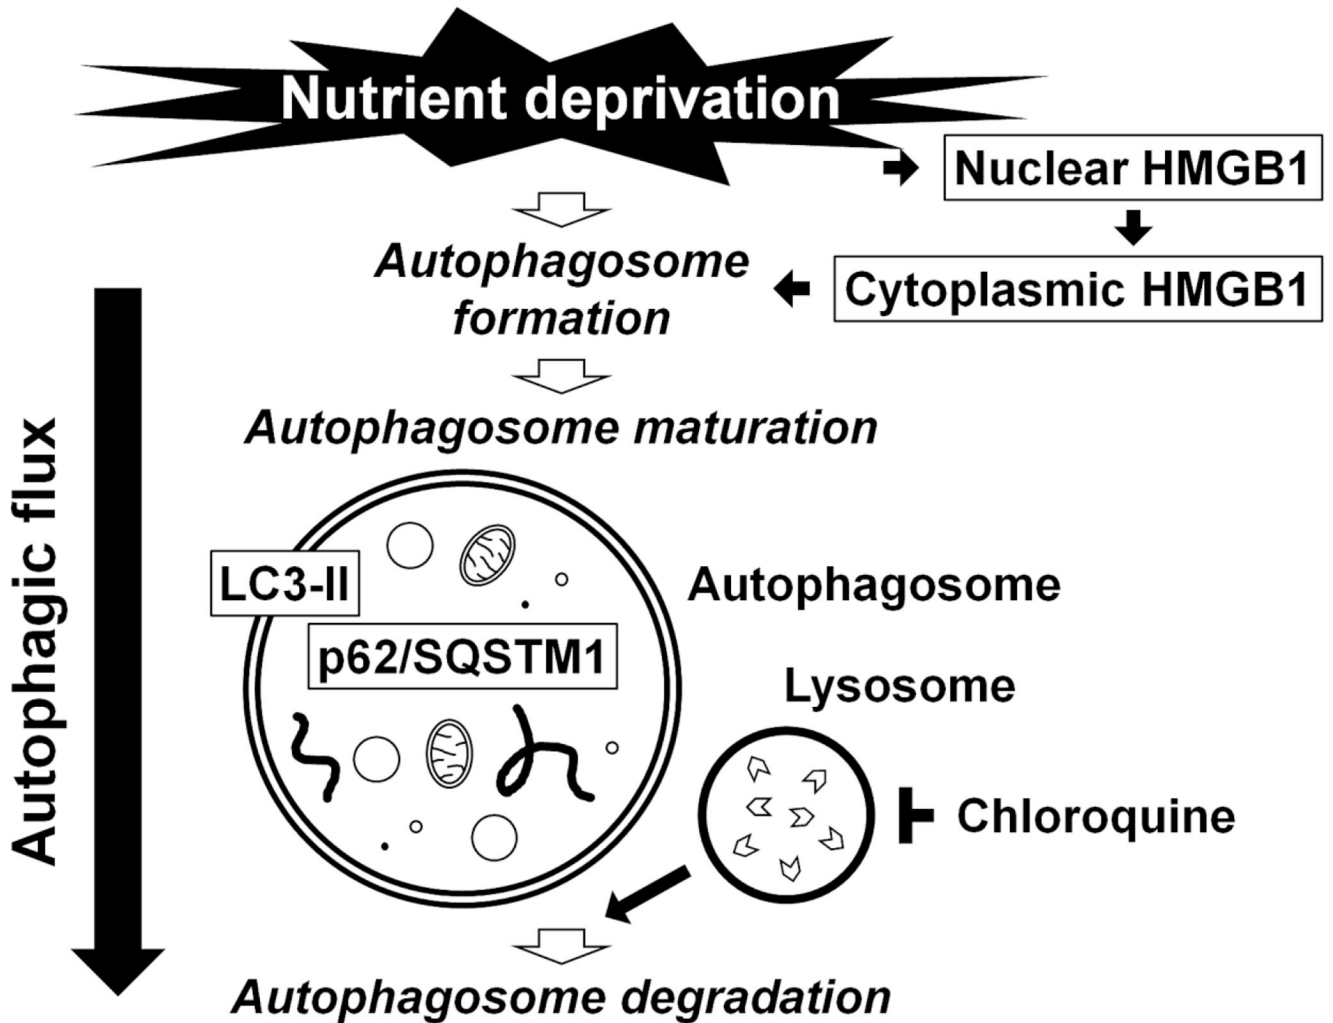 Nutrient deprivation
Nuclear HMGB1
Autophagosome
formation
Cytoplasmic HMGB1
Autophagosome maturation
Autophagic flux
LC3-II
Autophagosome
p62/SQSTM1
Lysosome
Chloroquine
Autophagosome degradation